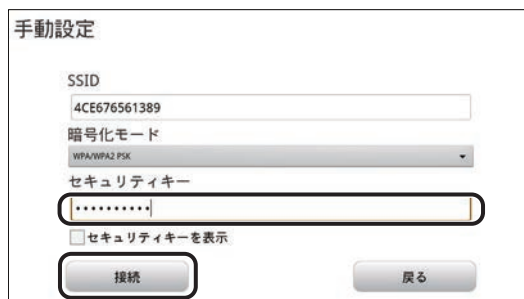 手動設定
SSID
4CE676561389
暗号化モード
WPA/WPA2 PSK
セキュリティキー
••••••••••
セキュリティキーを表示
接続
戻る